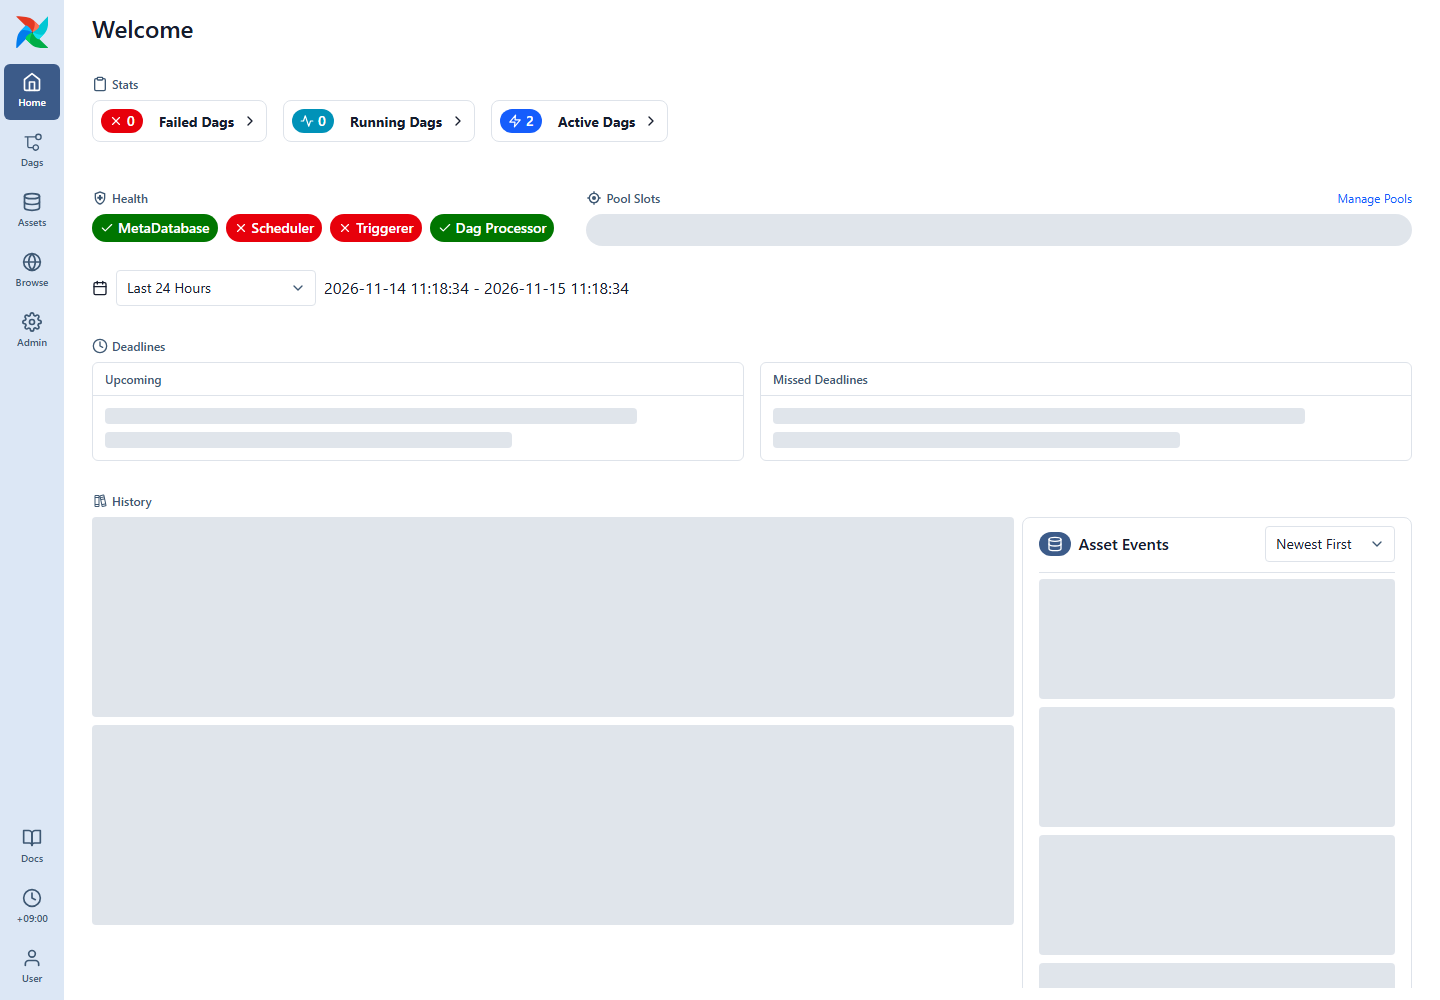 Welcome
Home
Dags
Assets
Browse
Admin
Docs
+09:00
User
Stats
0 Failed Dags
0 Running Dags
2 Active Dags
Health
MetaDatabase
Scheduler
Triggerer
Dag Processor
Pool Slots
Manage Pools
Last 24 Hours
2026-11-14 11:18:34 - 2026-11-15 11:18:34
Deadlines
Upcoming
Missed Deadlines
History
Asset Events
Newest First